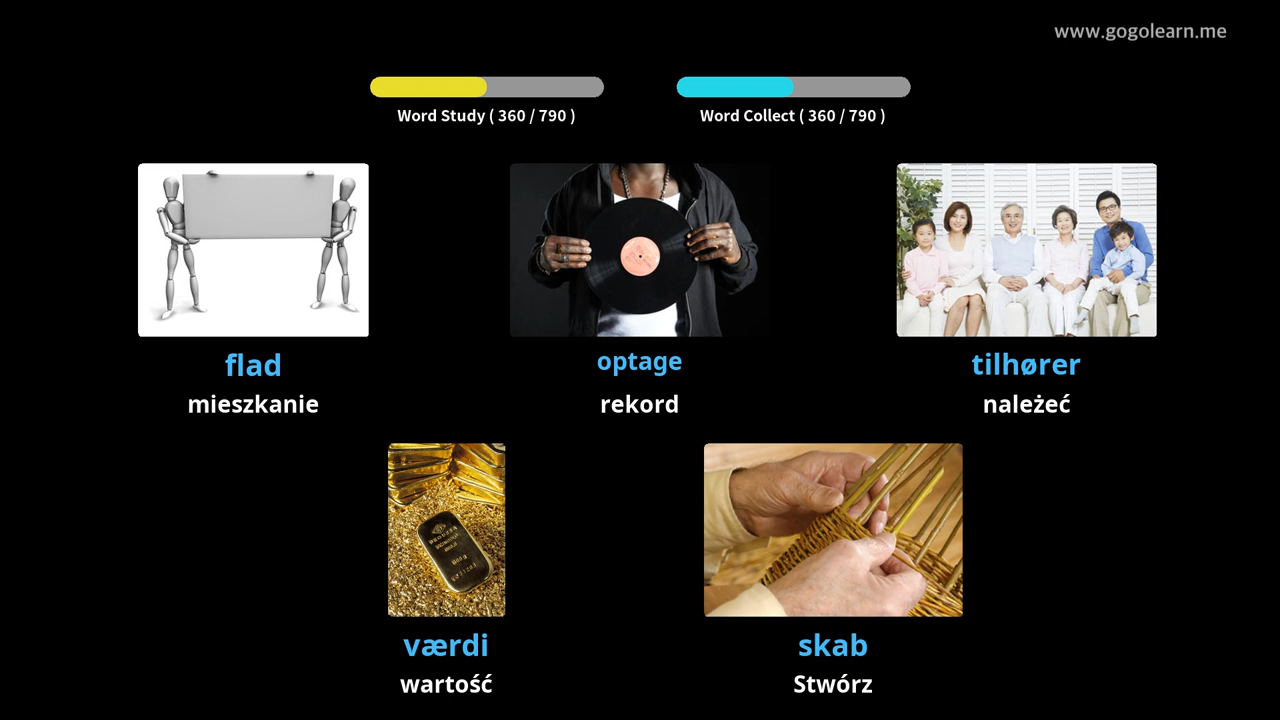 www.gogolearn.me
Word Study ( 360 / 790 )
Word Collect ( 360 / 790 )
flad
mieszkanie
optage
rekord
tilhører
należeć
værdi
wartość
skab
Stwórz